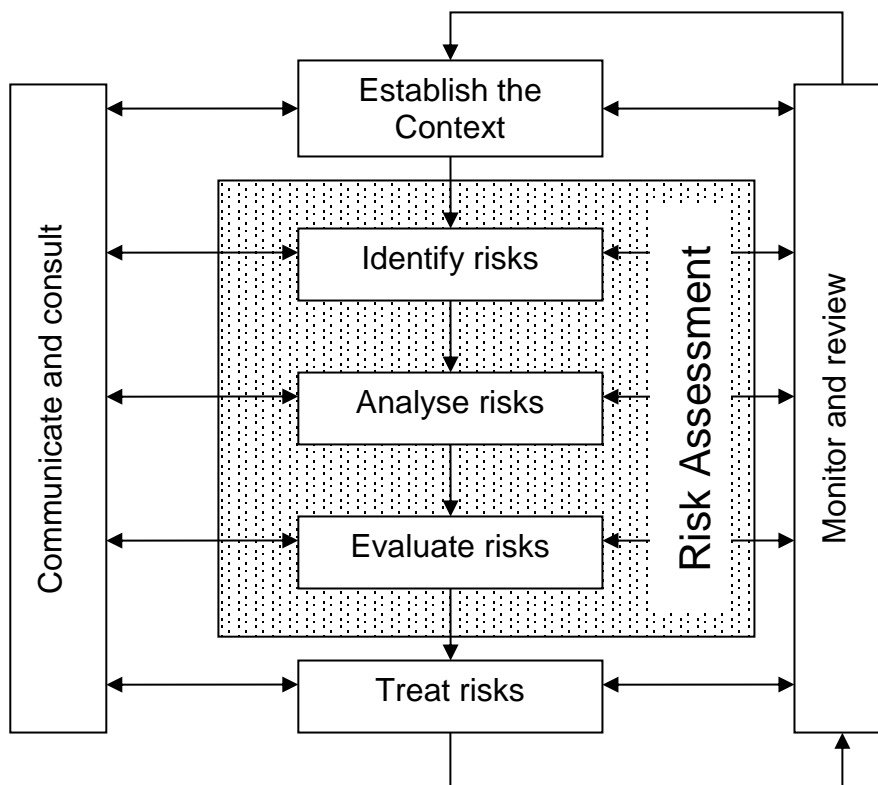 Establish the
Context
Communicate and consult
Identify risks
Analyse risks
Evaluate risks
Risk Assessment
Monitor and review
Treat risks